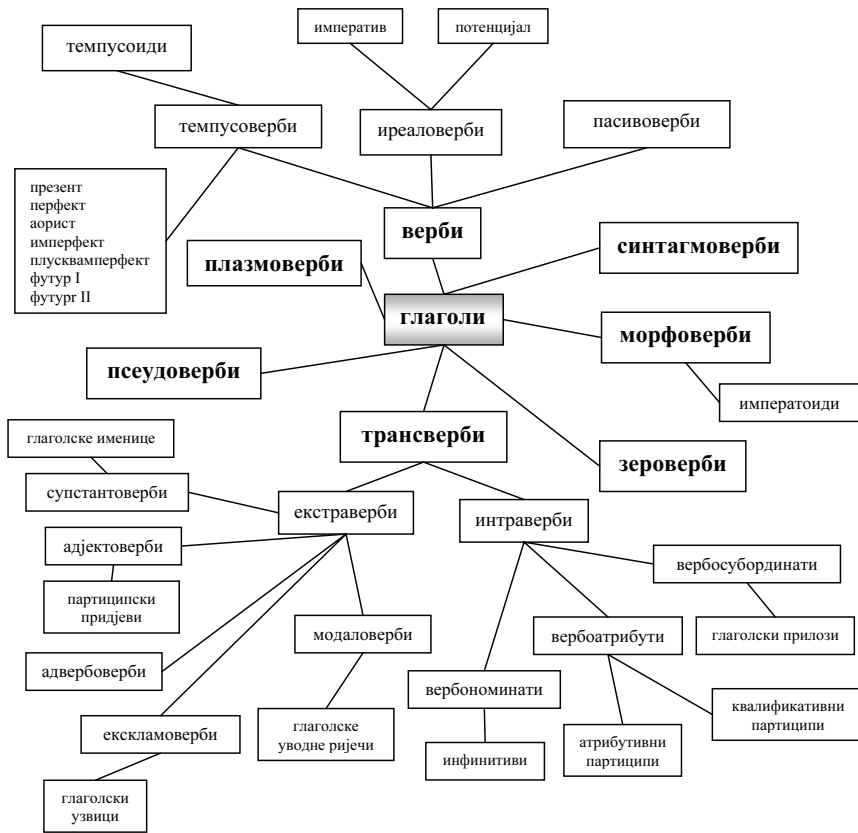 императив
потенцијал
темпусоиди
темпусоверби
иреаловерби
пасивоверби
презент
перфект
аорист
имперфект
плусквамперфект
футур I
футурr II
верби
синтагмоверби
плазмоверби
глаголи
морфоверби
псеудоверби
императоиди
трансверби
глаголске именице
зероверби
супстантоверби
екстраверби
интраверби
адјектоверби
вербосубординати
партиципски
придјеви
модаловерби
вербоатрибути
глаголски прилози
адвербоверби
вербономинати
квалификативни
партиципи
ексκламоверби
глаголске
уводне ријечи
инфинитиви
атрибутивни
партиципи
глаголски
узвици